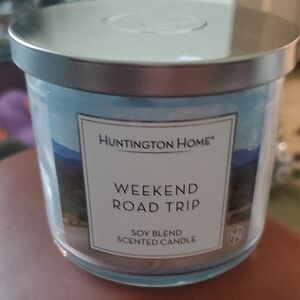 HUNTINGTON HOME®
WEEKEND
ROAD TRIP
SOY BLEND
SCENTED CANDLE